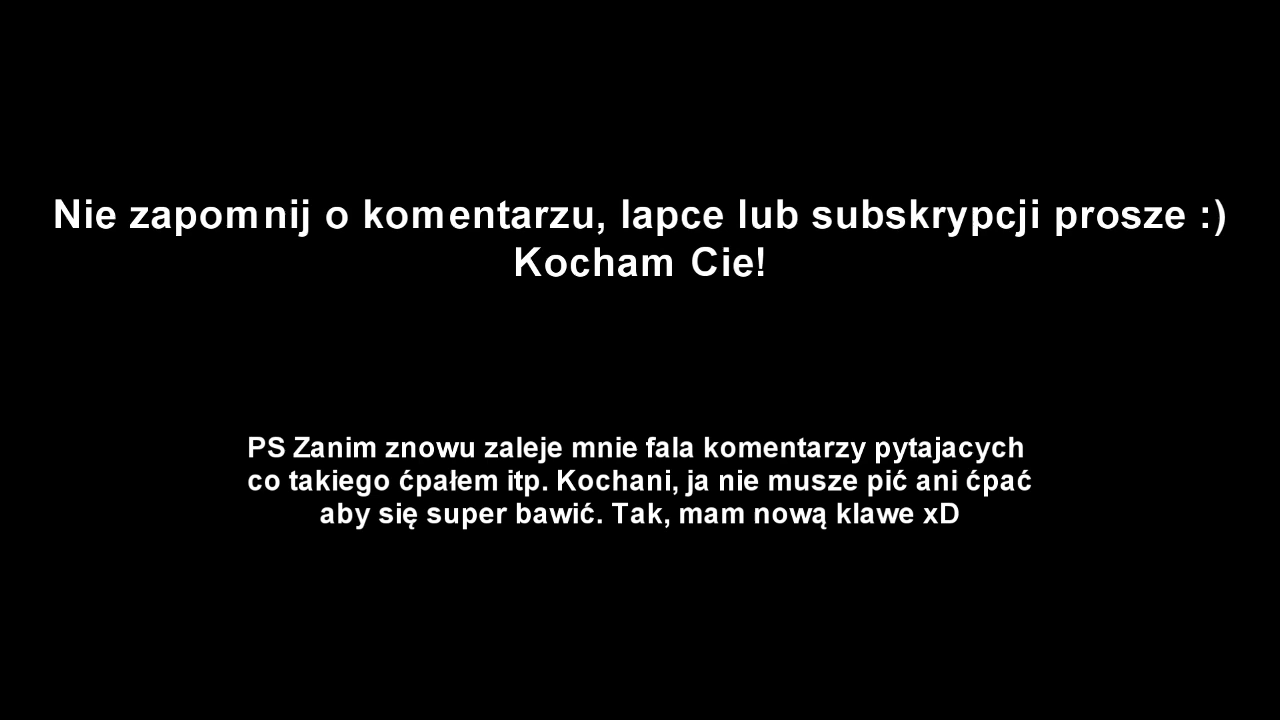 Nie zapomnij o komentarzu, lapce lub subskrypcji prosze :)
Kocham Cie!
PS Zanim znowu zaleje mnie fala komentarzy pytajacych
co takiego ćpałem itp. Kochani, ja nie musze pić ani ćpać
aby się super bawić. Tak, mam nową klawe xD